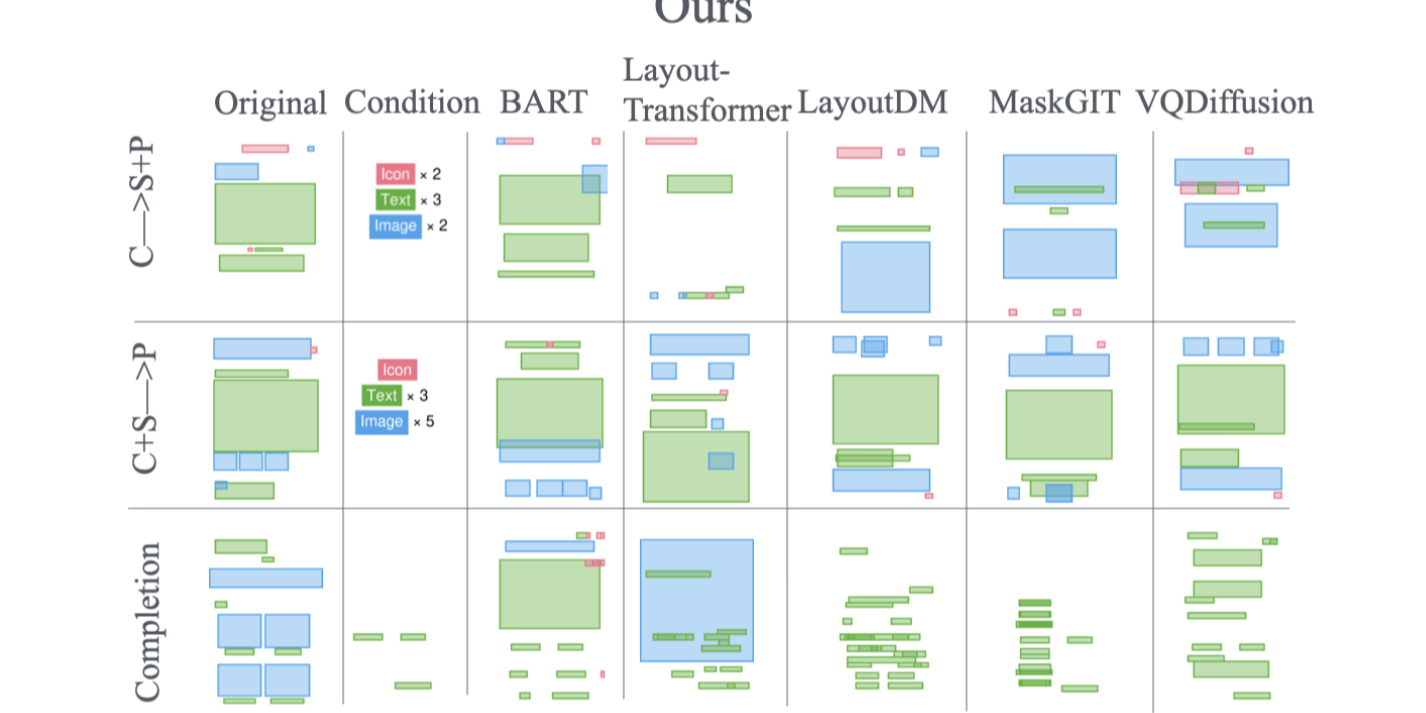 Ours
Layout-
Original Condition BART Transformer LayoutDM MaskGIT VQDiffusion
C—>S+P
Icon × 2
Text × 3
Image × 2
C+S—>P
Icon
Text × 3
Image × 5
Completion